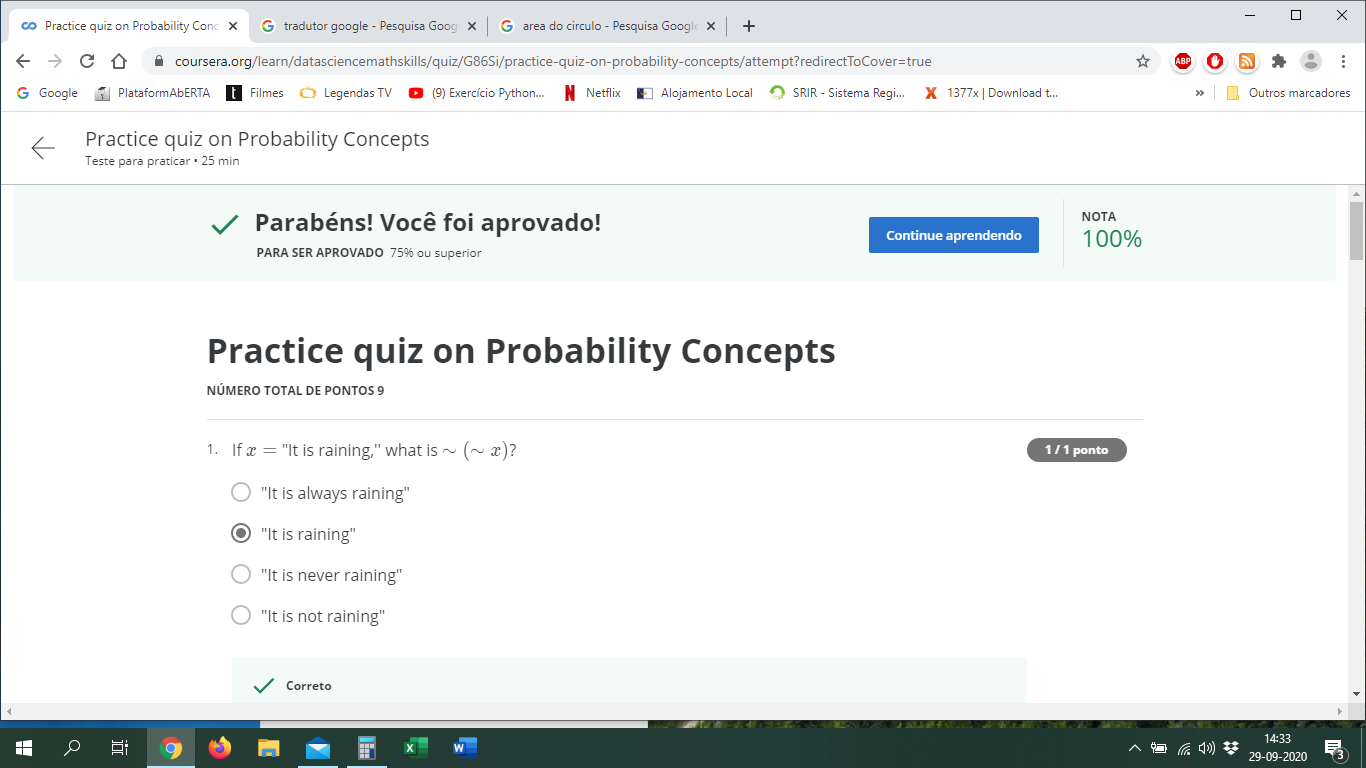 Practice quiz on Probability Conc
tradutor google - Pesquisa Goog
area do circulo - Pesquisa Google
coursera.org/learn/datasciencemathskills/quiz/G86Si/practice-quiz-on-probability-concepts/attempt?redirectToCover=true
ABP
Google
PlataformAbERTA
t
Filmes
Legendas TV
(9) Exercício Python...
N
Netflix
Alojamento Local
SRIR - Sistema Regi...
X
1377x | Download t...
»
Outros marcadores
Practice quiz on Probability Concepts
Teste para praticar • 25 min
Parabéns! Você foi aprovado!
PARA SER APROVADO 75% ou superior
Continue aprendendo
NOTA
100%
Practice quiz on Probability Concepts
NÚMERO TOTAL DE PONTOS 9
1. If x = "It is raining,'' what is ∼ (∼ x)?
1 / 1 ponto
"It is always raining"
"It is raining"
"It is never raining"
"It is not raining"
Correto
14:33
29-09-2020
3